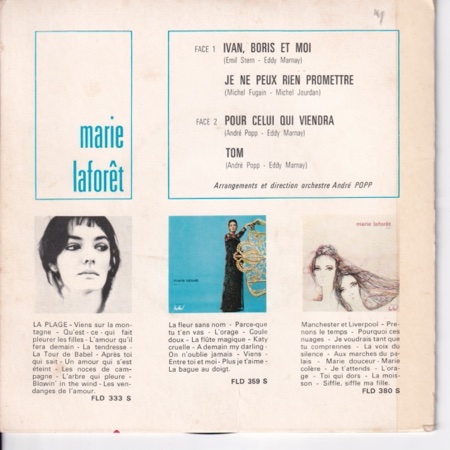 FACE 1 IVAN, BORIS ET MOI
(Emil Stern - Eddy Marnay)
JE NE PEUX RIEN PROMETTRE
(Michel Fugain - Michel Jourdan)
FACE 2 POUR CELUI QUI VIENDRA
(André Popp - Eddy Marnay)
TOM
(André Popp - Eddy Marnay)
Arrangements et direction orchestre André POPP
marie
laforêt
LA PLAGE - Viens sur la mon-
tagne - Qu'est-ce-qui fait
pleurer les filles - L'amour qu'il
fera demain - La tendresse -
La Tour de Babel - Après toi
qui sait - Un amour qui s'est
éteint - Les noces de cam-
pagne - L'arbre qui pleure -
Blowin' in the wind - Les ven-
danges de l'amour.
FLD 333 S
marie laforêt
La fleur sans nom - Parce-que
tu t'en vas - L'orage - Coule
doux - La flûte magique - Katy
cruelle - A demain my darling -
On n'oublie jamais - Viens -
Entre toi et moi - Plus je t'aime -
La bague au doigt.
FLD 359 S
marie laforêt
Manchester et Liverpool - Pre-
nons le temps - Pourquoi ces
nuages - Je voudrais tant que
tu comprennes - La voix du
silence - Aux marches du pa-
lais - Marie douceur - Marie
colère - Je t'attends - L'ora-
ge - Toi qui dors - La mois-
son - Siffle, siffle ma fille.
FLD 380 S